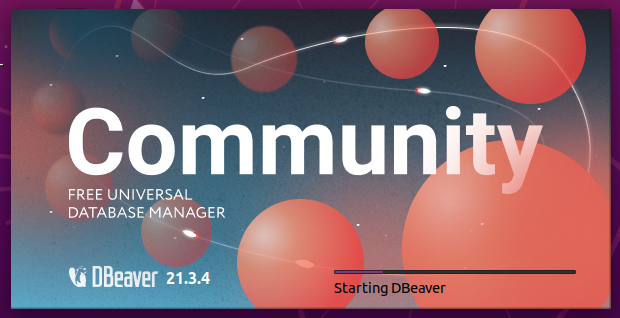 Community
FREE UNIVERSAL
DATABASE MANAGER
DBeaver 21.3.4
Starting DBeaver